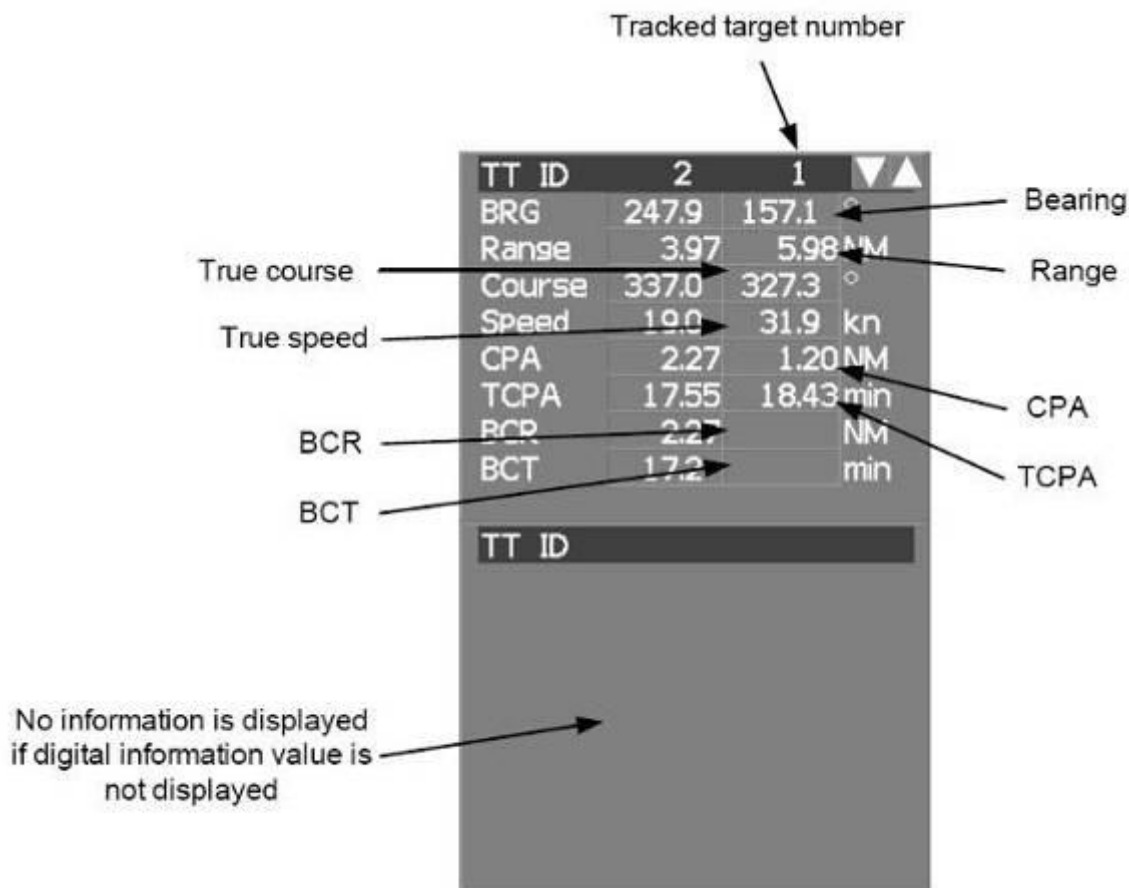 Tracked target number
TT ID 2 1
BRG 247.9 157.1 °
Bearing
Range 3.97 5.98 NM
Range
True course
Course 337.0 327.3 °
Speed 19.0 31.9 kn
True speed
CPA 2.27 1.20 NM
CPA
TCPA 17.55 18.43 min
TCPA
BCR 2.27 NM
BCR
BCT 17.2 min
BCT
TT ID
No information is displayed
if digital information value is
not displayed